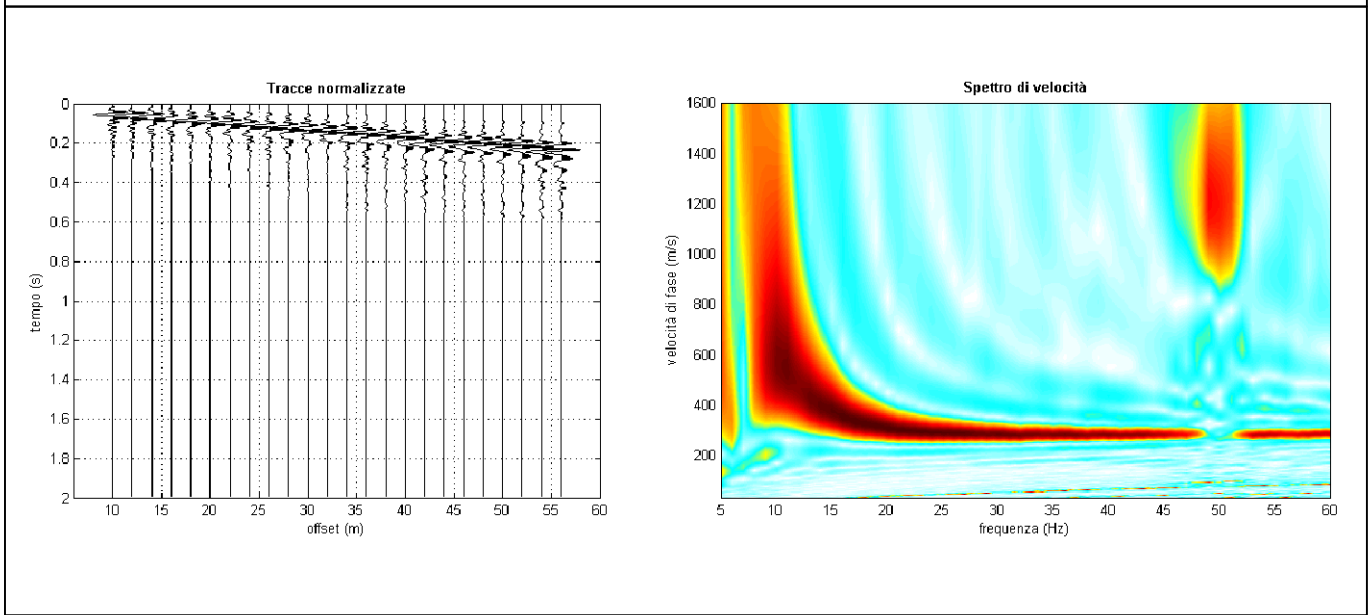 Tracce normalizzate
0
0.2
0.4
0.6
0.8
1
1.2
1.4
1.6
1.8
2
tempo (s)
10 15 20 25 30 35 40 45 50 55 60
offset (m)
Spettro di velocità
1600
1400
1200
1000
800
600
400
200
velocità di fase (m/s)
5 10 15 20 25 30 35 40 45 50 55 60
frequenza (Hz)